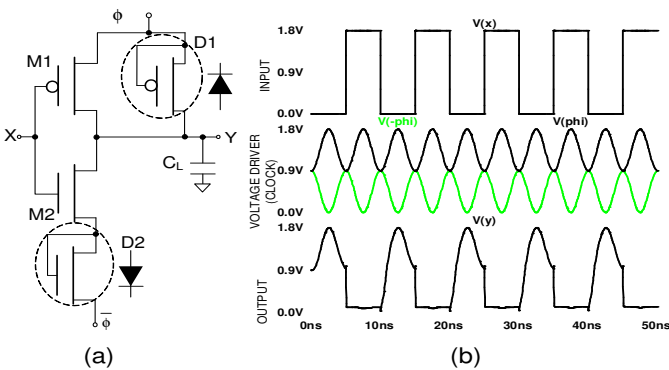 ϕ
D1
M1
X
Y
C_L
M2
D2
ϕ̅
(a)
V(x)
1.8V
0.9V
0.0V
INPUT
V(-phi)
V(phi)
1.8V
0.9V
0.0V
VOLTAGE DRIVER
(CLOCK)
V(y)
1.8V
0.9V
0.0V
OUTPUT
0ns 10ns 20ns 30ns 40ns 50ns
(b)